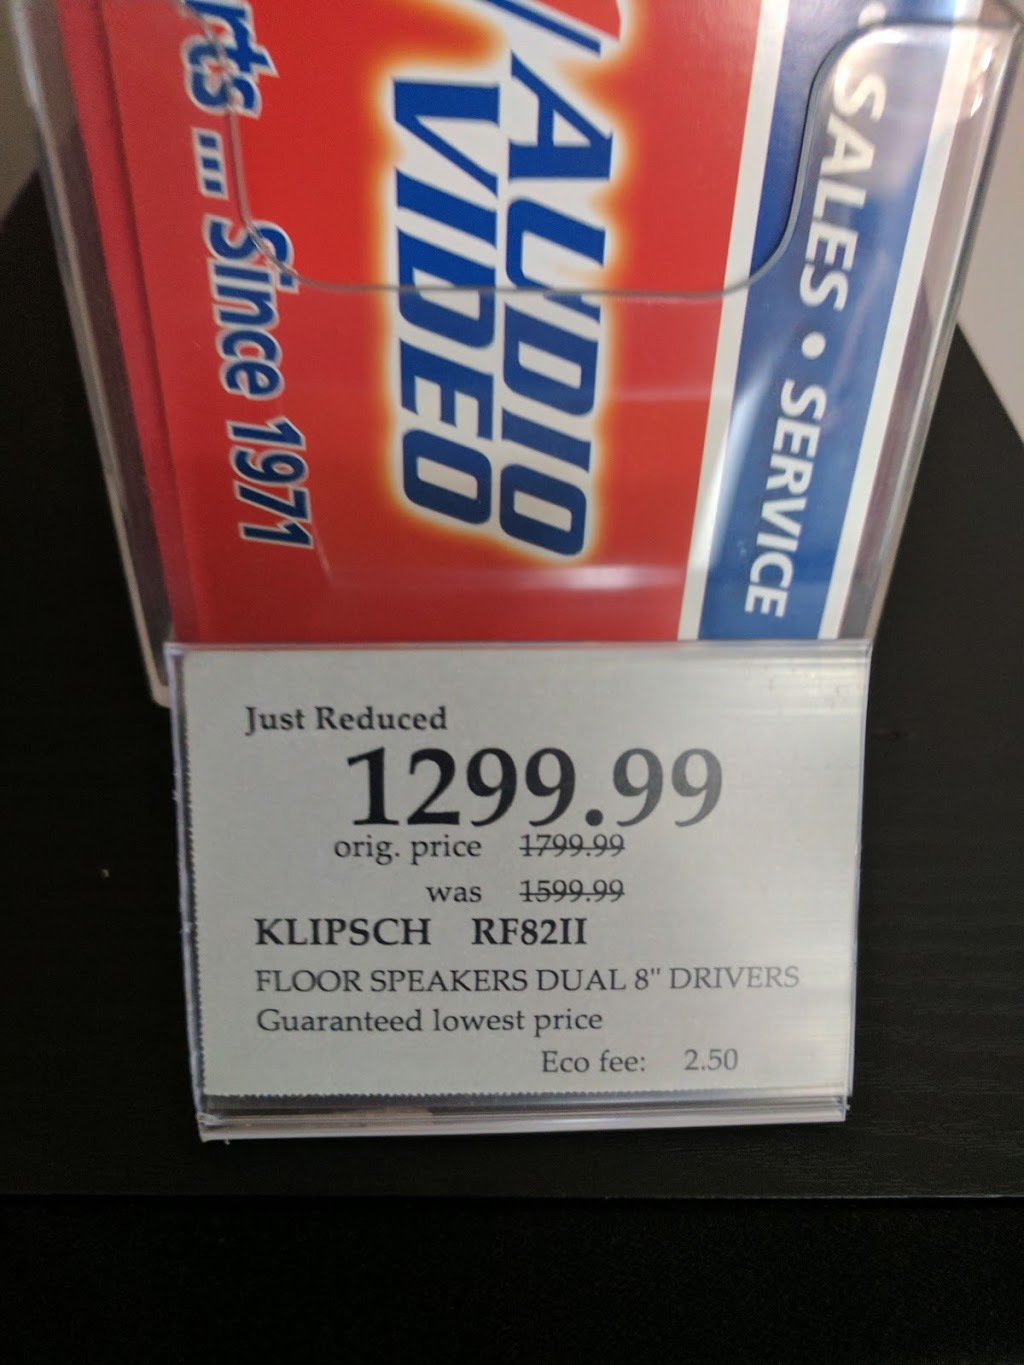 rts ... Since 1971
AUDIO
VIDEO
• SALES • SERVICE
Just Reduced
1299.99
orig. price 1799.99
was 1599.99
KLIPSCH RF82II
FLOOR SPEAKERS DUAL 8" DRIVERS
Guaranteed lowest price
Eco fee: 2.50